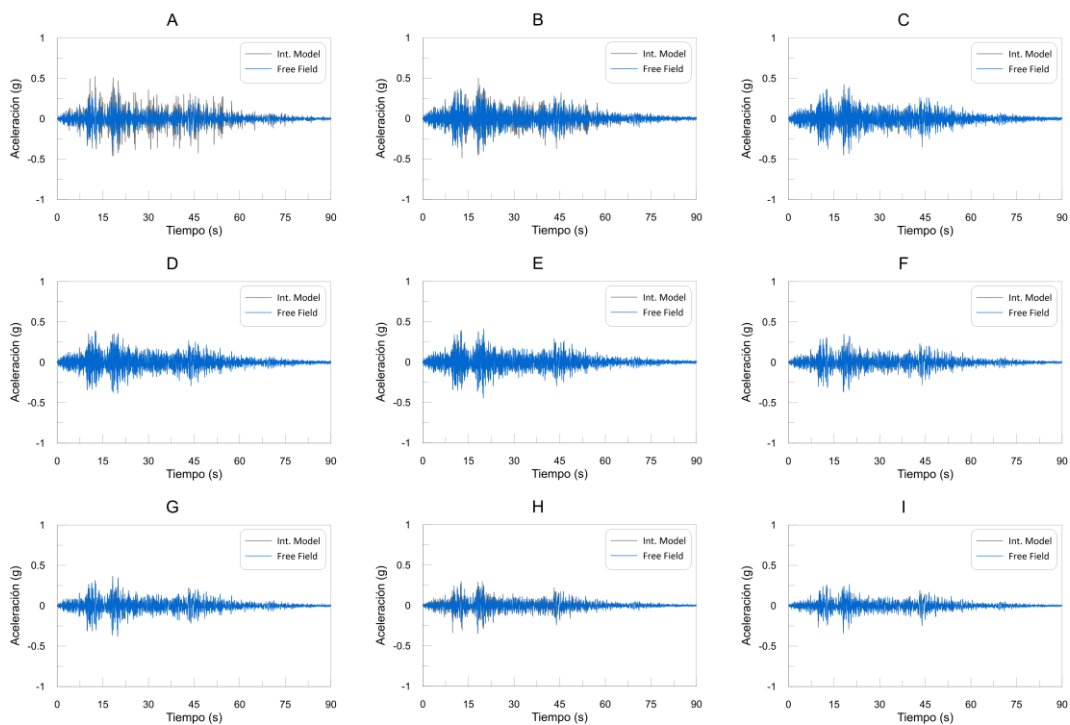 A
B
C
1
0.5
0
-0.5
-1
Aceleración (g)
Int. Model
Free Field
0 15 30 45 60 75 90
Tiempo (s)
1
0.5
0
-0.5
-1
Aceleración (g)
Int. Model
Free Field
0 15 30 45 60 75 90
Tiempo (s)
1
0.5
0
-0.5
-1
Aceleración (g)
Int. Model
Free Field
0 15 30 45 60 75 90
Tiempo (s)
D
E
F
1
0.5
0
-0.5
-1
Aceleración (g)
Int. Model
Free Field
0 15 30 45 60 75 90
Tiempo (s)
1
0.5
0
-0.5
-1
Aceleración (g)
Int. Model
Free Field
0 15 30 45 60 75 90
Tiempo (s)
1
0.5
0
-0.5
-1
Aceleración (g)
Int. Model
Free Field
0 15 30 45 60 75 90
Tiempo (s)
G
H
I
1
0.5
0
-0.5
-1
Aceleración (g)
Int. Model
Free Field
0 15 30 45 60 75 90
Tiempo (s)
1
0.5
0
-0.5
-1
Aceleración (g)
Int. Model
Free Field
0 15 30 45 60 75 90
Tiempo (s)
1
0.5
0
-0.5
-1
Aceleración (g)
Int. Model
Free Field
0 15 30 45 60 75 90
Tiempo (s)